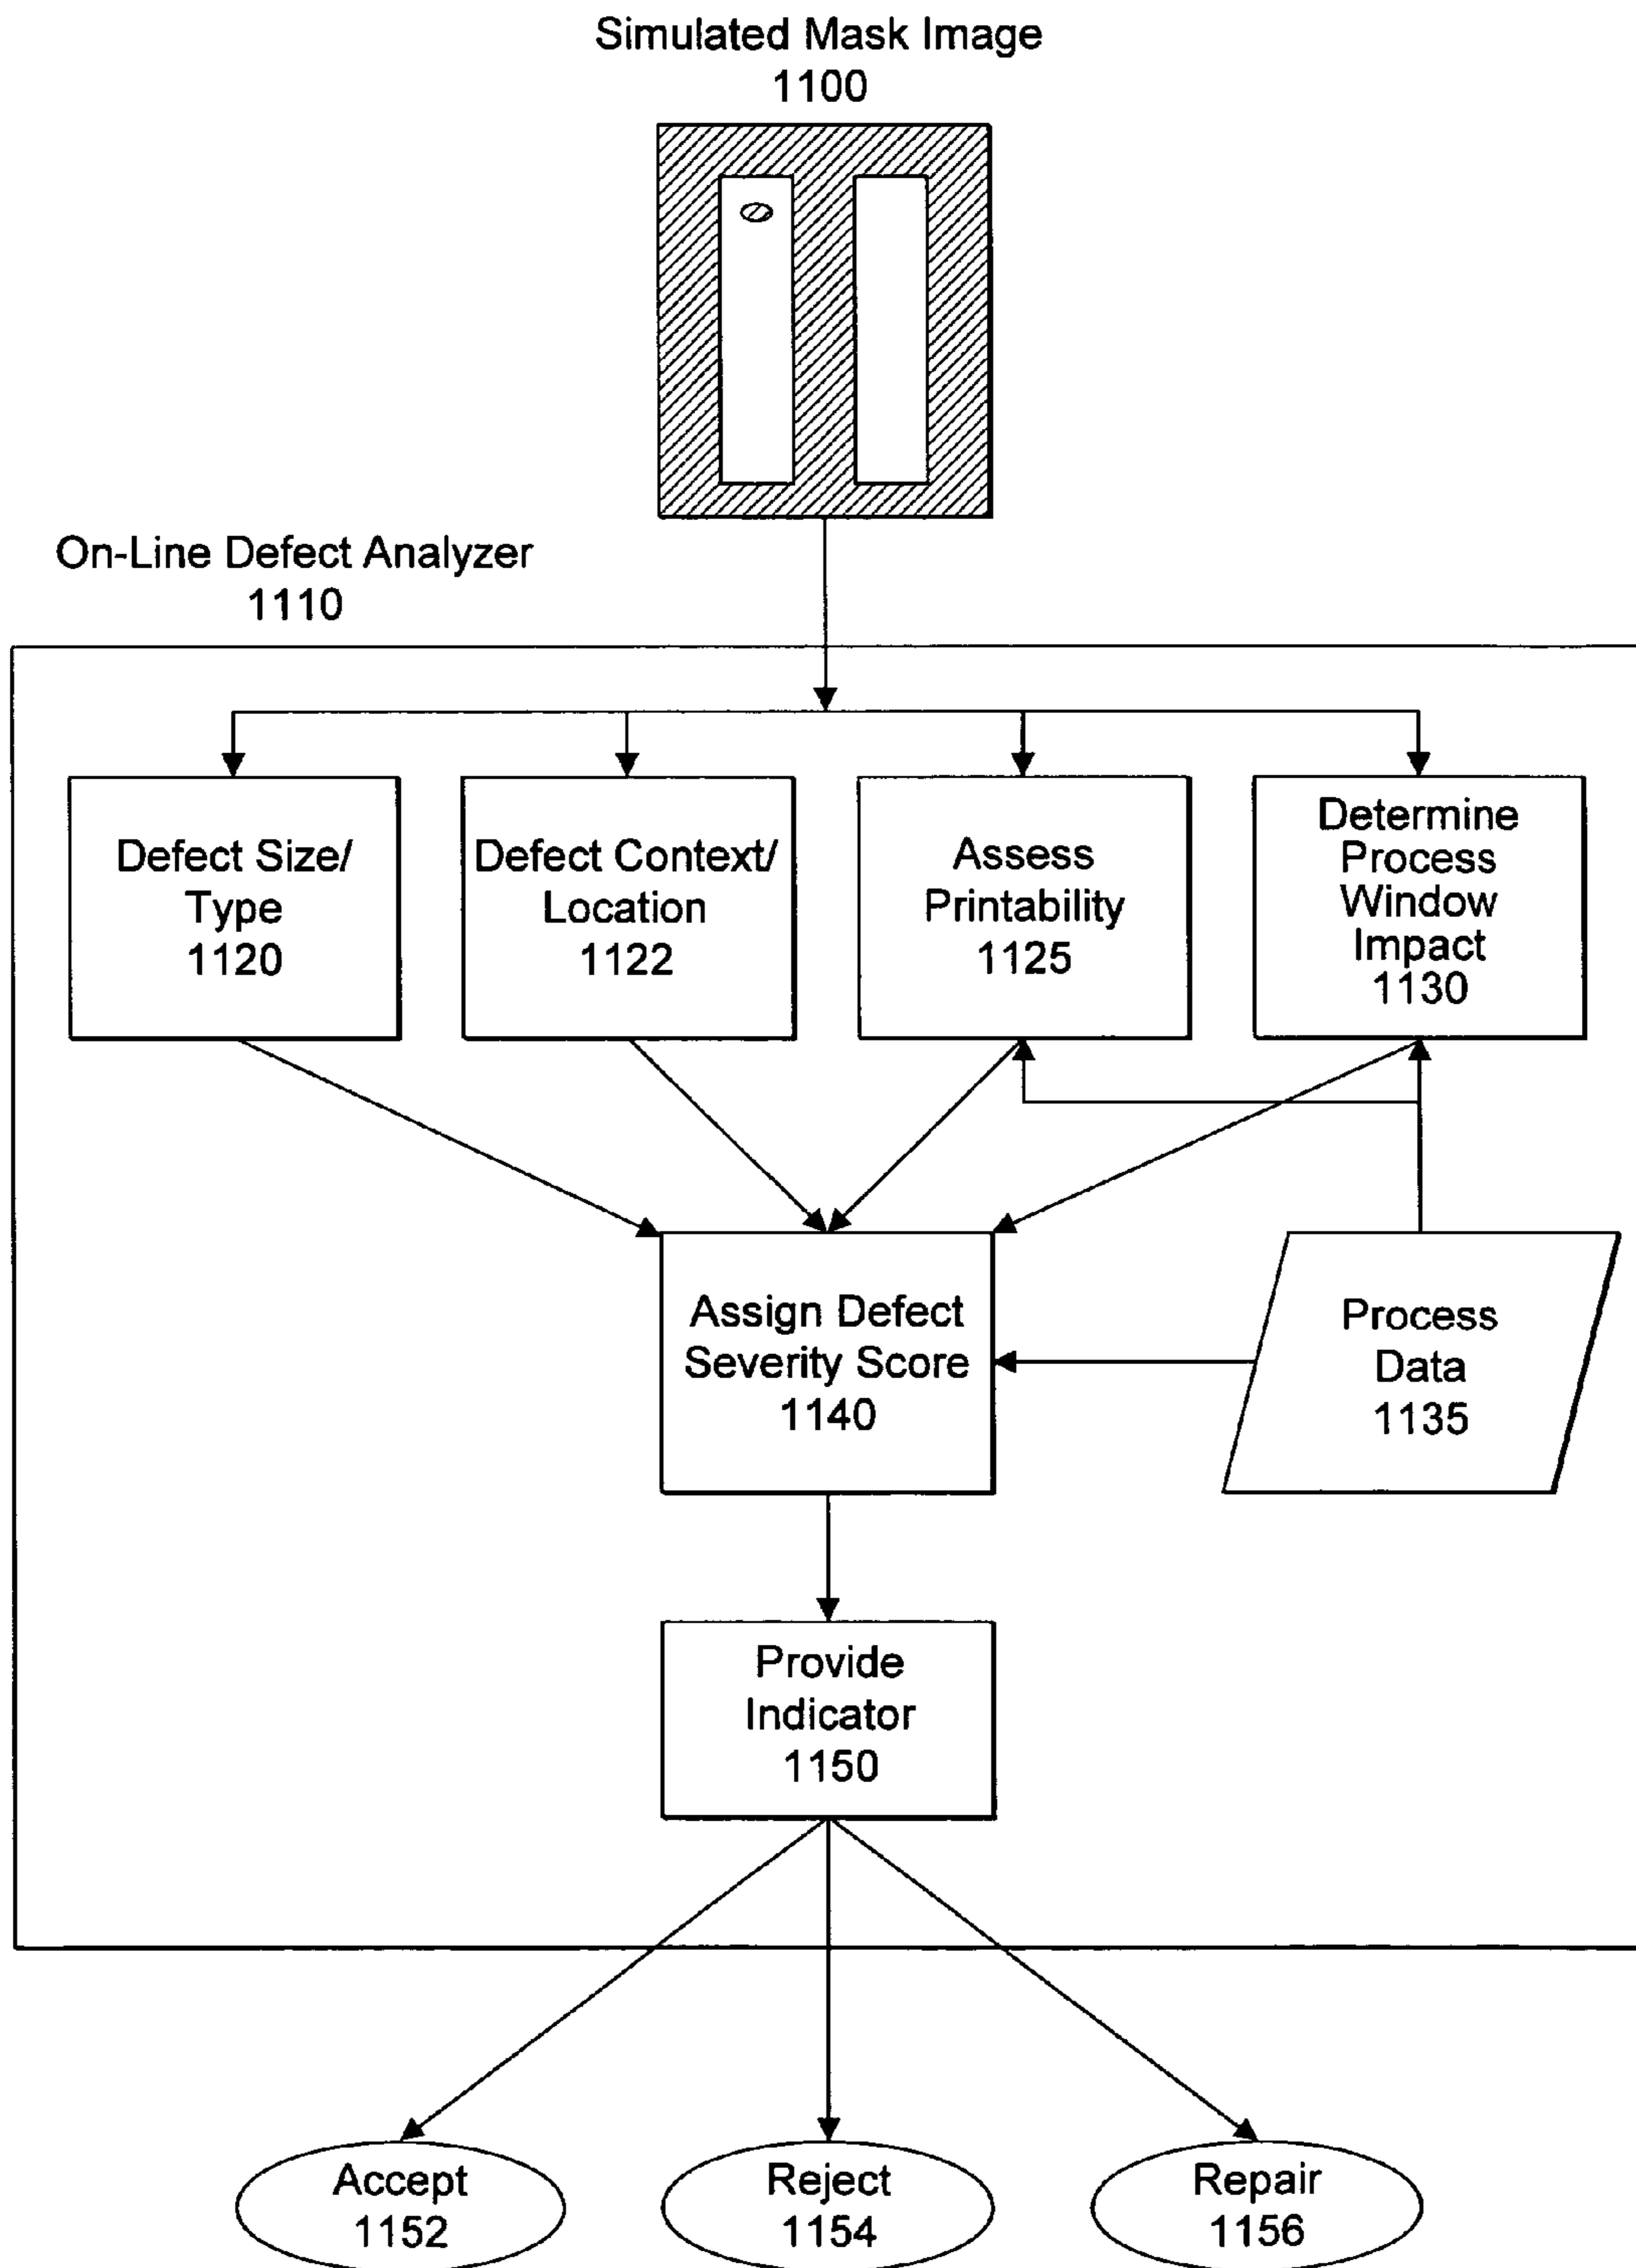 Simulated Mask Image
1100
On-Line Defect Analyzer
1110
Defect Size/
Type
1120
Defect Context/
Location
1122
Assess
Printability
1125
Determine
Process
Window
Impact
1130
Assign Defect
Severity Score
1140
Process
Data
1135
Provide
Indicator
1150
Accept
1152
Reject
1154
Repair
1156